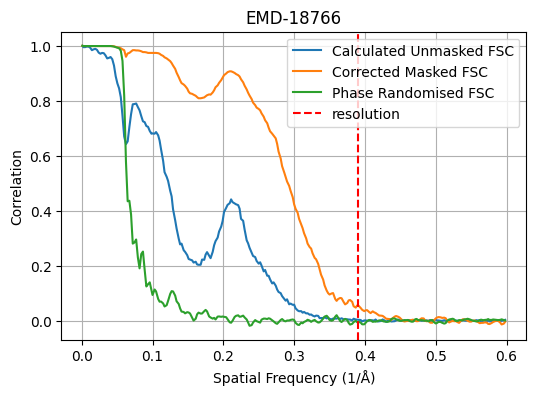 EMD-18766
Calculated Unmasked FSC
Corrected Masked FSC
Phase Randomised FSC
resolution
1.0
0.8
0.6
0.4
0.2
0.0
Correlation
0.0 0.1 0.2 0.3 0.4 0.5 0.6
Spatial Frequency (1/Å)